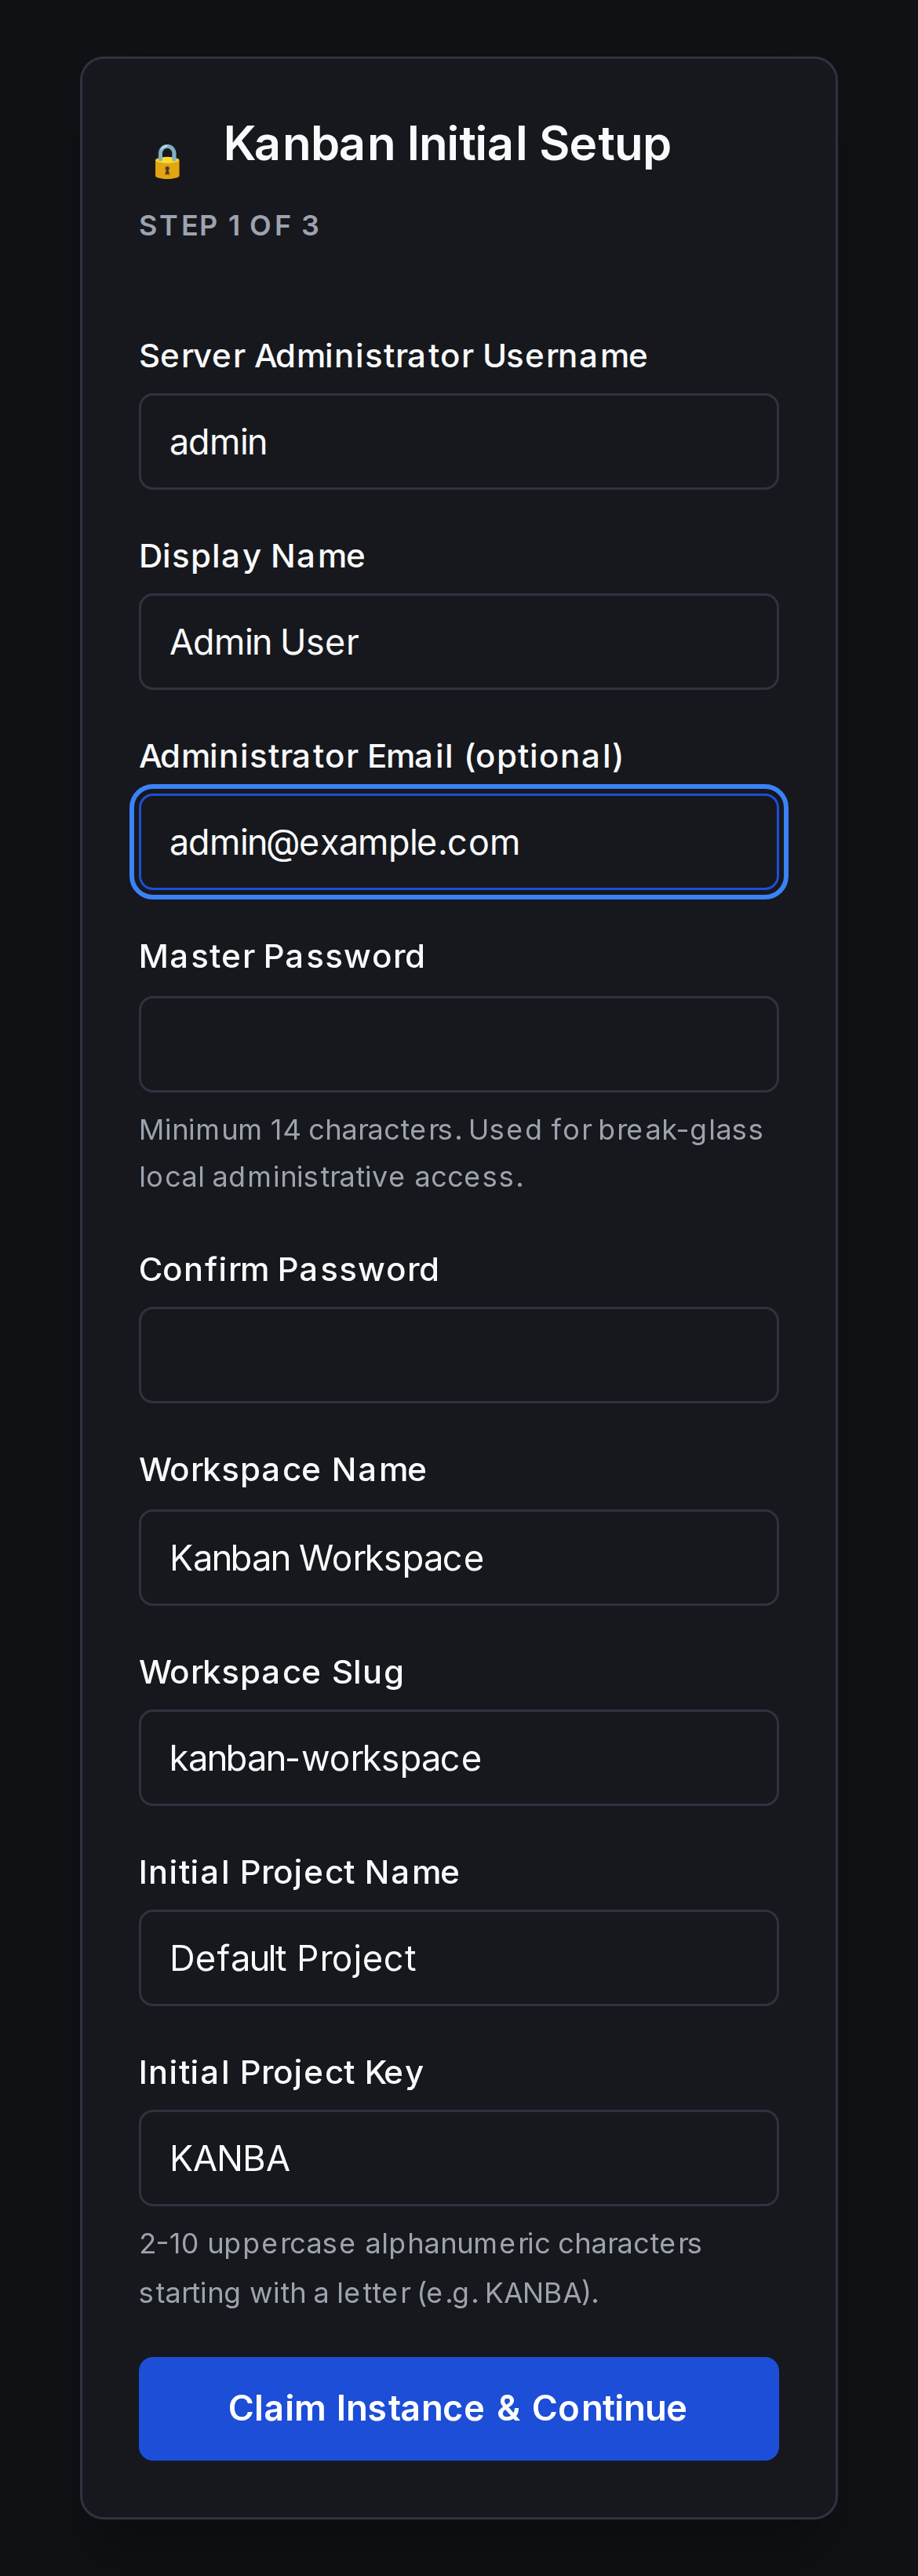 🔒 Kanban Initial Setup
STEP 1 OF 3
Server Administrator Username
admin
Display Name
Admin User
Administrator Email (optional)
admin@example.com
Master Password
Minimum 14 characters. Used for break-glass
local administrative access.
Confirm Password
Workspace Name
Kanban Workspace
Workspace Slug
kanban-workspace
Initial Project Name
Default Project
Initial Project Key
KANBA
2-10 uppercase alphanumeric characters
starting with a letter (e.g. KANBA).
Claim Instance & Continue